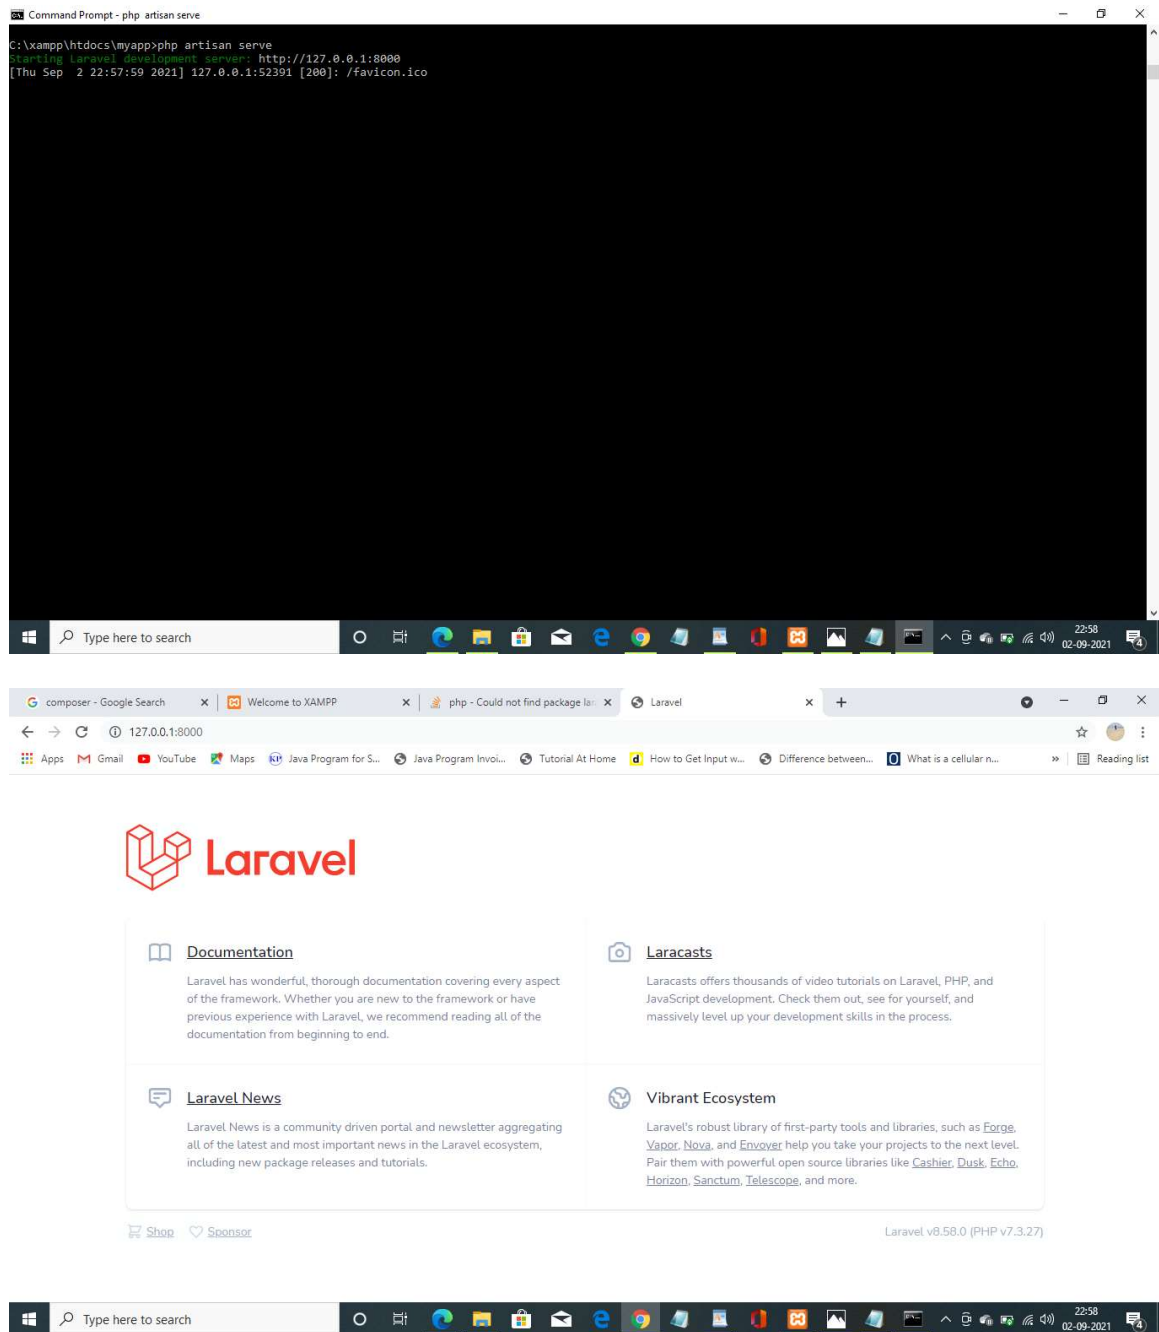 Command Prompt - php  artisan serve
C:\xampp\htdocs\myapp>php artisan serve
Starting Laravel development server: http://127.0.0.1:8000
[Thu Sep  2 22:57:59 2021] 127.0.0.1:52391 [200]: /favicon.ico
Type here to search
22:58
02-09-2021
4
composer - Google Search
Welcome to XAMPP
php - Could not find package lar
Laravel
127.0.0.1:8000
Apps
Gmail
YouTube
Maps
Java Program for S...
Java Program Invoi...
Tutorial At Home
How to Get Input w...
Difference between...
What is a cellular n...
»
Reading list
Laravel
Documentation
Laravel has wonderful, thorough documentation covering every aspect
of the framework. Whether you are new to the framework or have
previous experience with Laravel, we recommend reading all of the
documentation from beginning to end.
Laracasts
Laracasts offers thousands of video tutorials on Laravel, PHP, and
JavaScript development. Check them out, see for yourself, and
massively level up your development skills in the process.
Laravel News
Laravel News is a community driven portal and newsletter aggregating
all of the latest and most important news in the Laravel ecosystem,
including new package releases and tutorials.
Vibrant Ecosystem
Laravel's robust library of first-party tools and libraries, such as Forge,
Vapor, Nova, and Envoyer help you take your projects to the next level.
Pair them with powerful open source libraries like Cashier, Dusk, Echo,
Horizon, Sanctum, Telescope, and more.
Shop
Sponsor
Laravel v8.58.0 (PHP v7.3.27)
Type here to search
22:58
02-09-2021
4